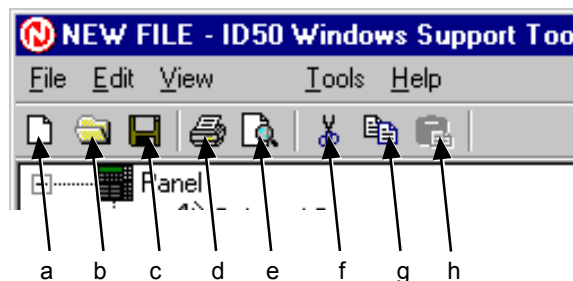 NEW FILE - ID50 Windows Support Too
File Edit View Tools Help
Panel
a b c d e f g h